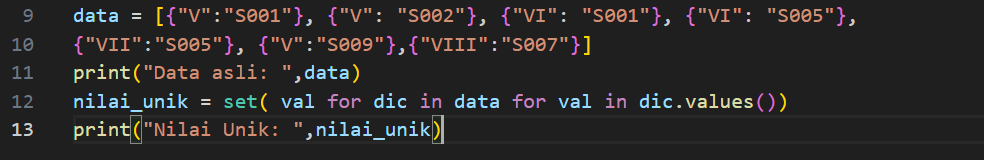 9 data = [{"V":"S001"}, {"V": "S002"}, {"VI": "S001"}, {"VI": "S005"},
10 {"VII":"S005"}, {"V":"S009"},{"VIII":"S007"}]
11 print("Data asli: ",data)
12 nilai_unik = set( val for dic in data for val in dic.values())
13 print("Nilai Unik: ",nilai_unik)